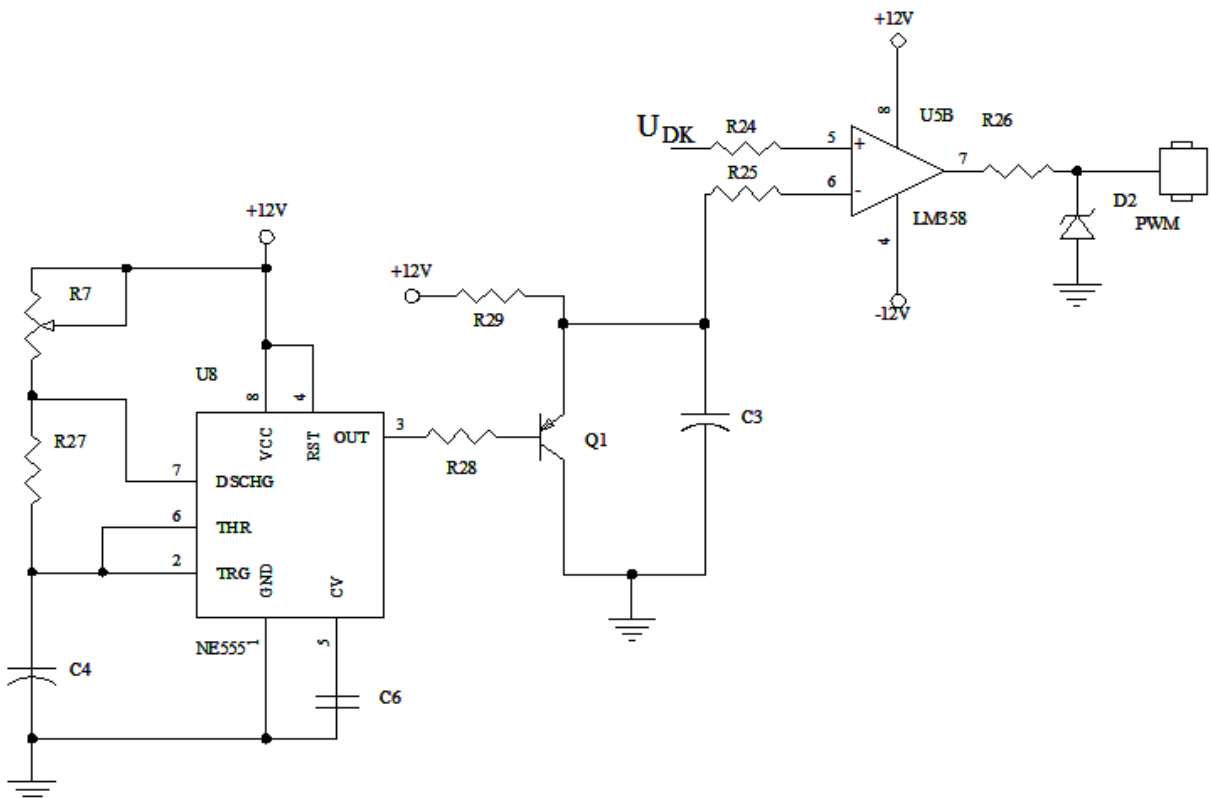 +12V
8
U5B
R26
U DK
R24
5
+
7
R25
6
-
LM358
D2
PWM
4
-12V
+12V
R7
+12V
R29
U8
8
4
VCC
RST
OUT
3
R28
Q1
C3
R27
7
DSCHG
6
THR
2
TRG
GND
CV
NE555
1
5
C4
C6